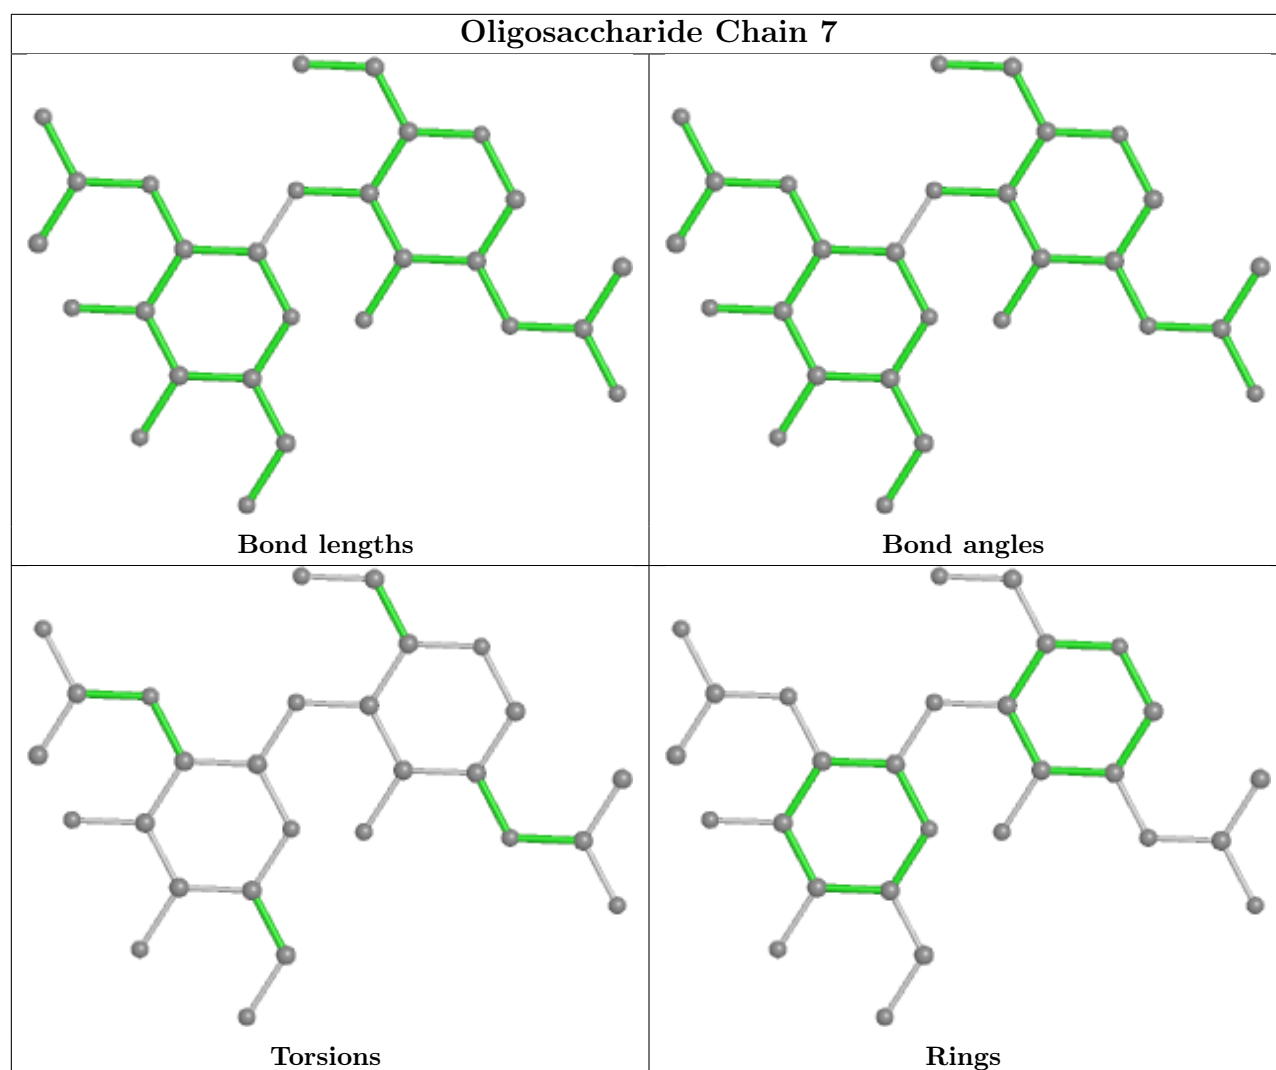 Oligosaccharide Chain 7
Bond lengths
Bond angles
Torsions
Rings